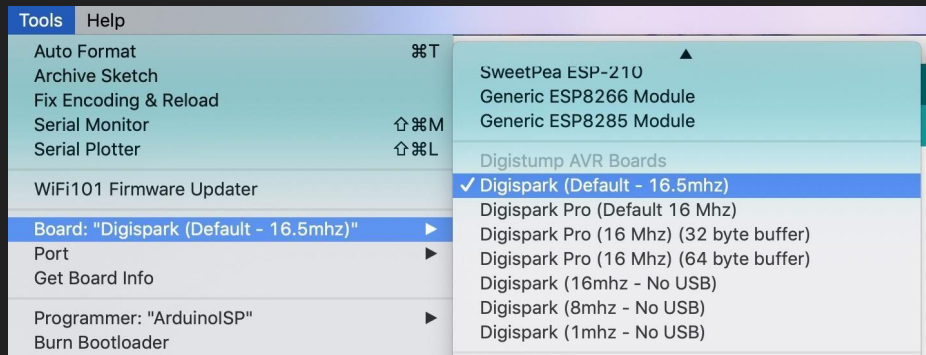 Tools Help
Auto Format ⌘T
Archive Sketch
Fix Encoding & Reload
Serial Monitor ⇧⌘M
Serial Plotter ⇧⌘L
WiFi101 Firmware Updater
Board: "Digispark (Default - 16.5mhz)"
Port
Get Board Info
Programmer: "ArduinoISP"
Burn Bootloader
SweetPea ESP-210
Generic ESP8266 Module
Generic ESP8285 Module
Digistump AVR Boards
✓ Digispark (Default - 16.5mhz)
Digispark Pro (Default 16 Mhz)
Digispark Pro (16 Mhz) (32 byte buffer)
Digispark Pro (16 Mhz) (64 byte buffer)
Digispark (16mhz - No USB)
Digispark (8mhz - No USB)
Digispark (1mhz - No USB)